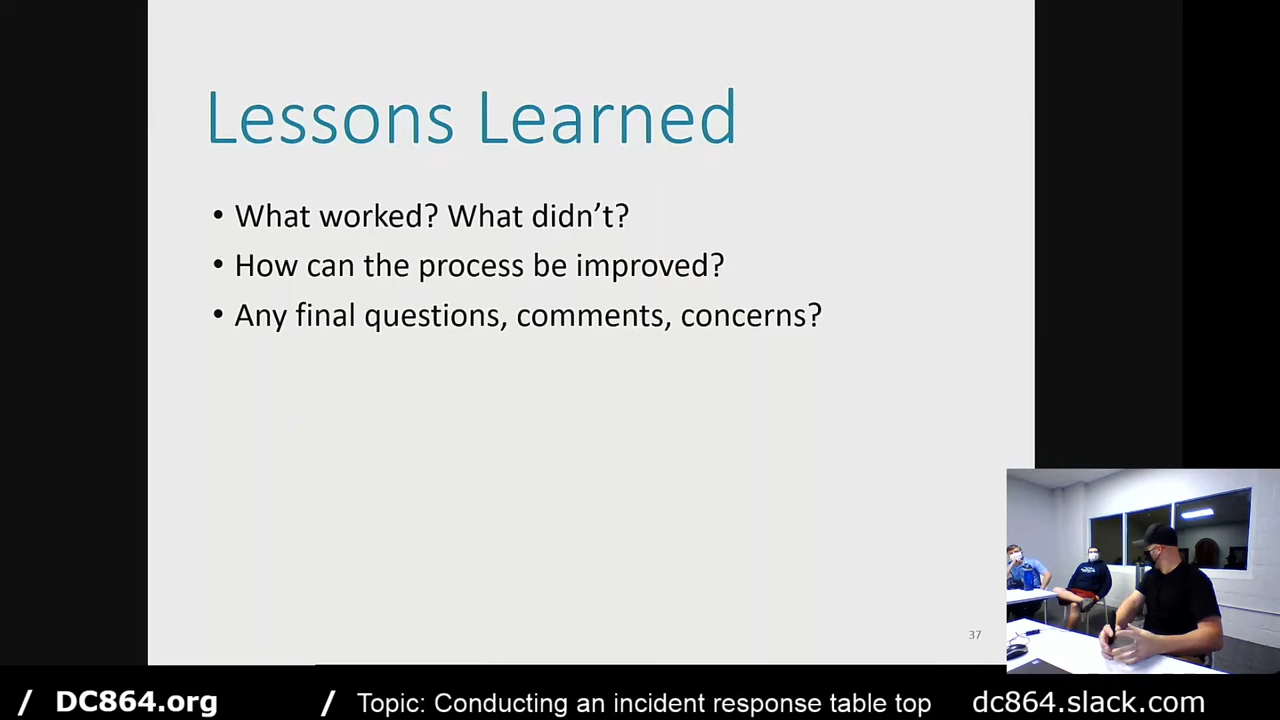 Lessons Learned
• What worked? What didn’t?
• How can the process be improved?
• Any final questions, comments, concerns?
37
/ DC864.org / Topic: Conducting an incident response table top dc864.slack.com